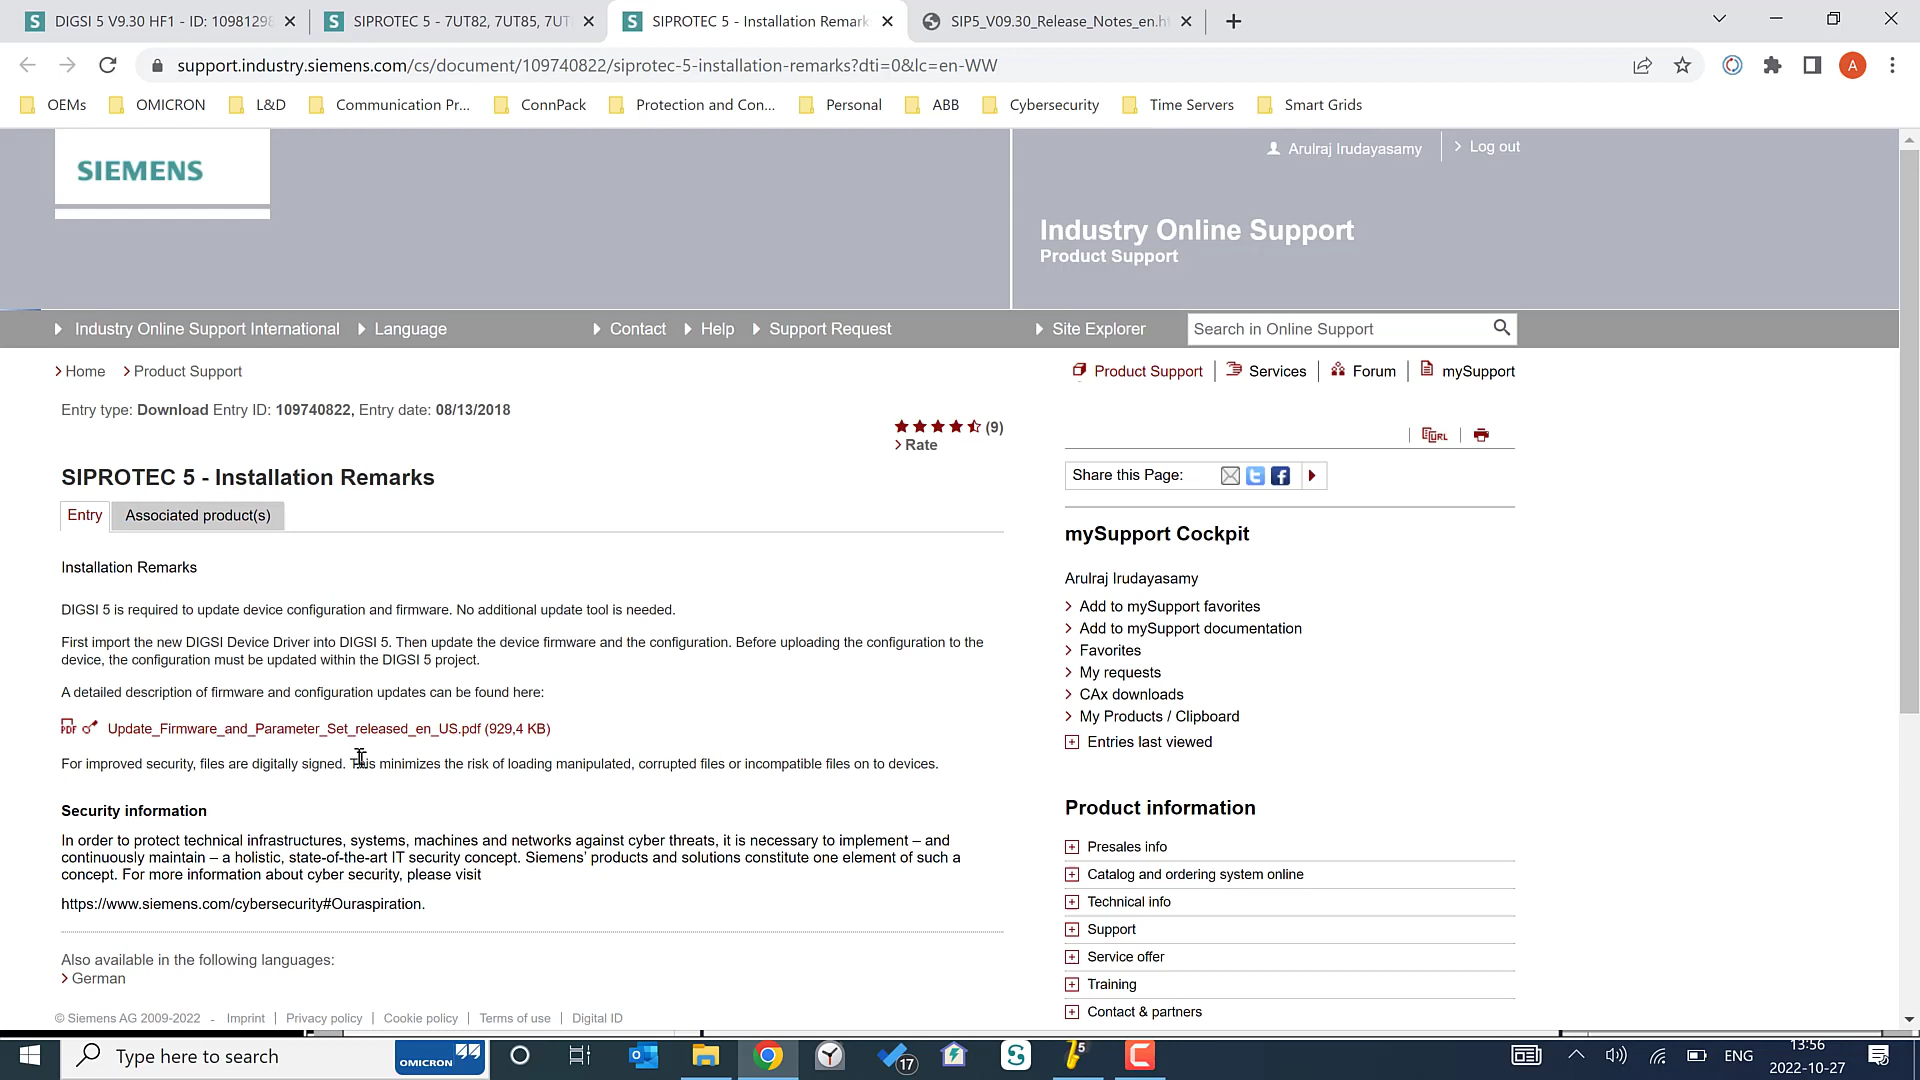 DIGSI 5 V9.30 HF1 - ID: 10981298
SIPROTEC 5 - 7UT82, 7UT85, 7UT
SIPROTEC 5 - Installation Remark
SIP5_V09.30_Release_Notes_en.ht
support.industry.siemens.com/cs/document/109740822/siprotec-5-installation-remarks?dti=0&lc=en-WW
A
OEMs
OMICRON
L&D
Communication Pr...
ConnPack
Protection and Con...
Personal
ABB
Cybersecurity
Time Servers
Smart Grids
SIEMENS
Arulraj Irudayasamy
Log out
Industry Online Support
Product Support
Industry Online Support International
Language
Contact
Help
Support Request
Site Explorer
Search in Online Support
Home
Product Support
Product Support
Services
Forum
mySupport
Entry type: Download Entry ID: 109740822, Entry date: 08/13/2018
(9)
Rate
URL
SIPROTEC 5 - Installation Remarks
Share this Page:
Entry
Associated product(s)
Installation Remarks
DIGSI 5 is required to update device configuration and firmware. No additional update tool is needed.
First import the new DIGSI Device Driver into DIGSI 5. Then update the device firmware and the configuration. Before uploading the configuration to the
device, the configuration must be updated within the DIGSI 5 project.
A detailed description of firmware and configuration updates can be found here:
PDF
Update_Firmware_and_Parameter_Set_released_en_US.pdf (929,4 KB)
For improved security, files are digitally signed. This minimizes the risk of loading manipulated, corrupted files or incompatible files on to devices.
Security information
In order to protect technical infrastructures, systems, machines and networks against cyber threats, it is necessary to implement – and
continuously maintain – a holistic, state-of-the-art IT security concept. Siemens' products and solutions constitute one element of such a
concept. For more information about cyber security, please visit
https://www.siemens.com/cybersecurity#Ouraspiration.
Also available in the following languages:
German
© Siemens AG 2009-2022 - Imprint | Privacy policy | Cookie policy | Terms of use | Digital ID
mySupport Cockpit
Arulraj Irudayasamy
Add to mySupport favorites
Add to mySupport documentation
Favorites
My requests
CAx downloads
My Products / Clipboard
Entries last viewed
Product information
Presales info
Catalog and ordering system online
Technical info
Support
Service offer
Training
Contact & partners
Type here to search
OMICRON
17
5
ENG
13:56
2022-10-27